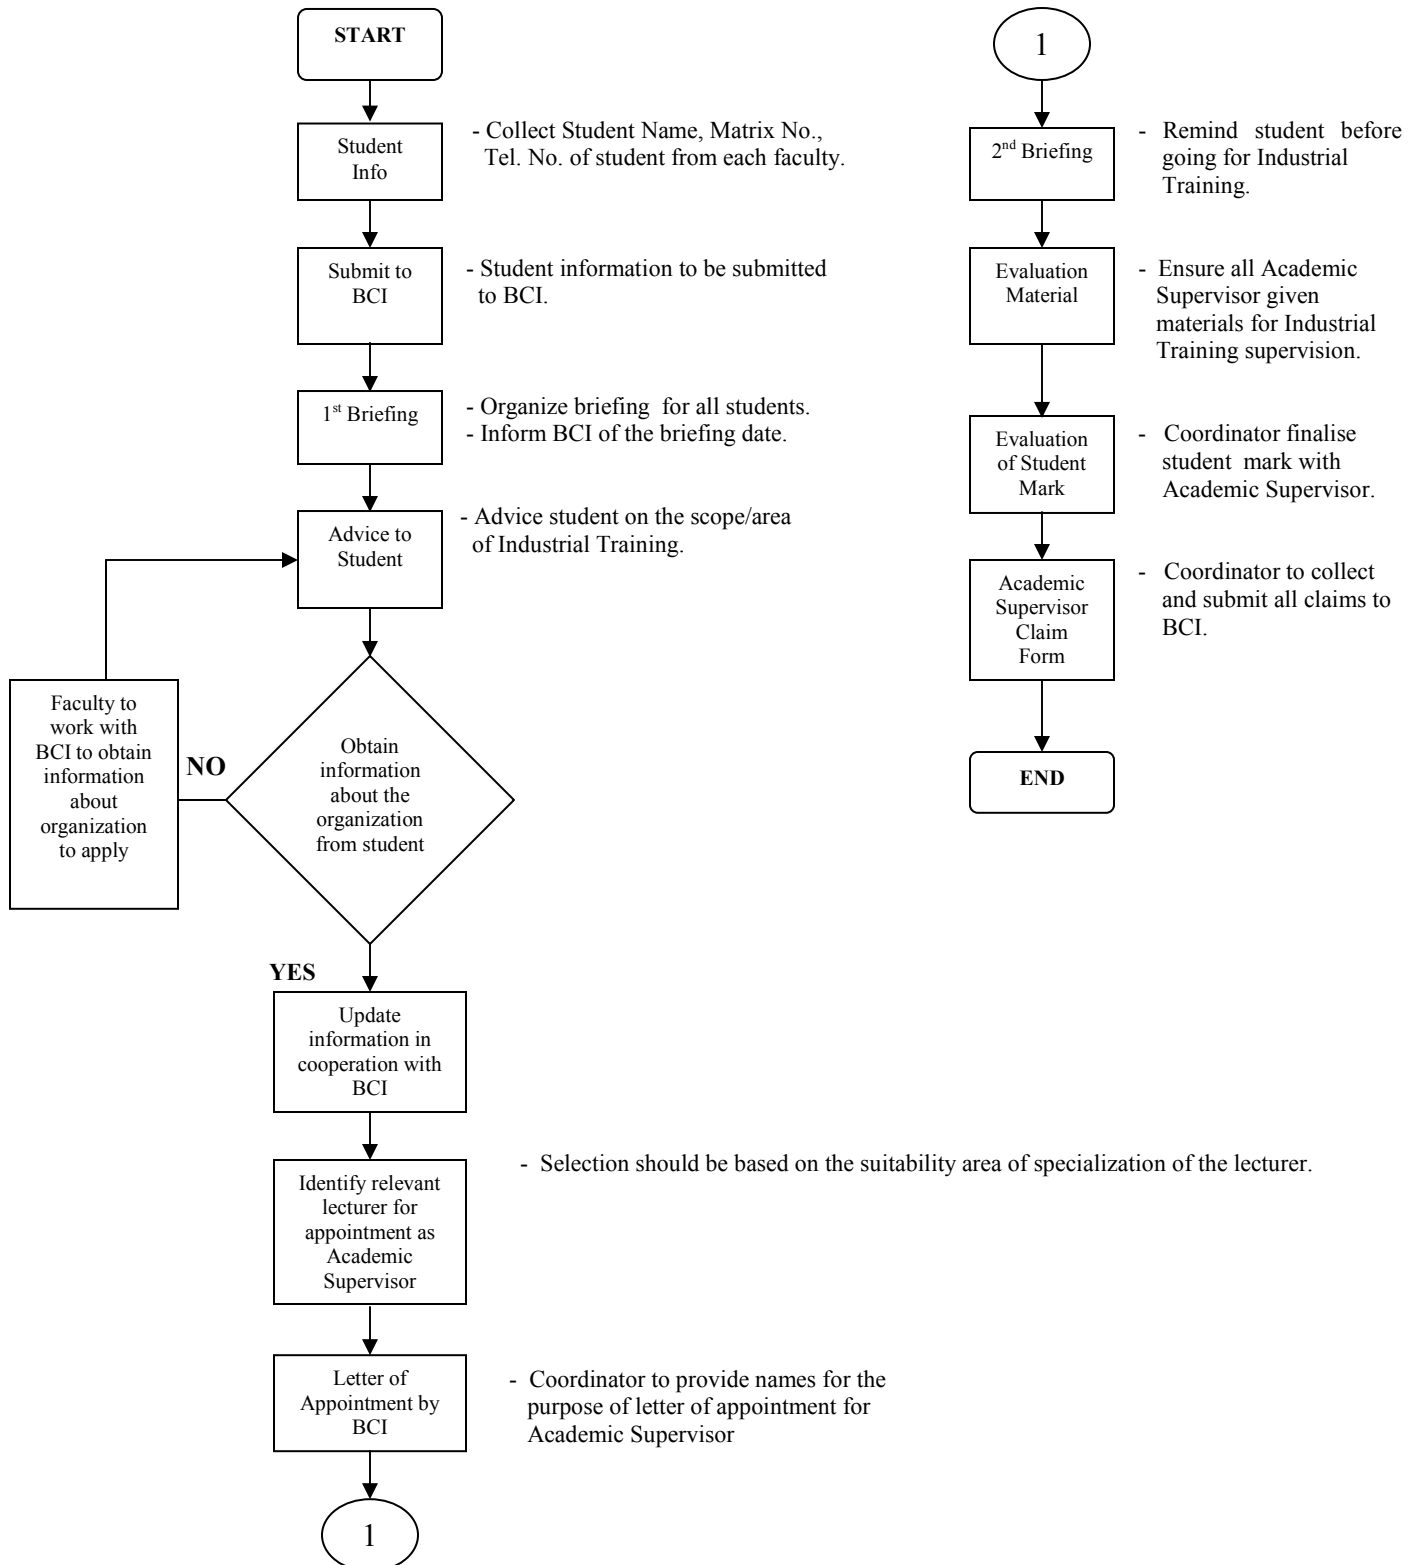 START
Student
Info
- Collect Student Name, Matrix No.,
Tel. No. of student from each faculty.
Submit to
BCI
- Student information to be submitted
to BCI.
1st Briefing
- Organize briefing for all students.
- Inform BCI of the briefing date.
Advice to
Student
- Advice student on the scope/area
of Industrial Training.
Faculty to
work with
BCI to obtain
information
about
organization
to apply
NO
Obtain
information
about the
organization
from student
YES
Update
information in
cooperation with
BCI
Identify relevant
lecturer for
appointment as
Academic
Supervisor
- Selection should be based on the suitability area of specialization of the lecturer.
Letter of
Appointment by
BCI
- Coordinator to provide names for the
purpose of letter of appointment for
Academic Supervisor
1
1
2nd Briefing
- Remind student before
going for Industrial
Training.
Evaluation
Material
- Ensure all Academic
Supervisor given
materials for Industrial
Training supervision.
Evaluation
of Student
Mark
- Coordinator finalise
student mark with
Academic Supervisor.
Academic
Supervisor
Claim
Form
- Coordinator to collect
and submit all claims to
BCI.
END